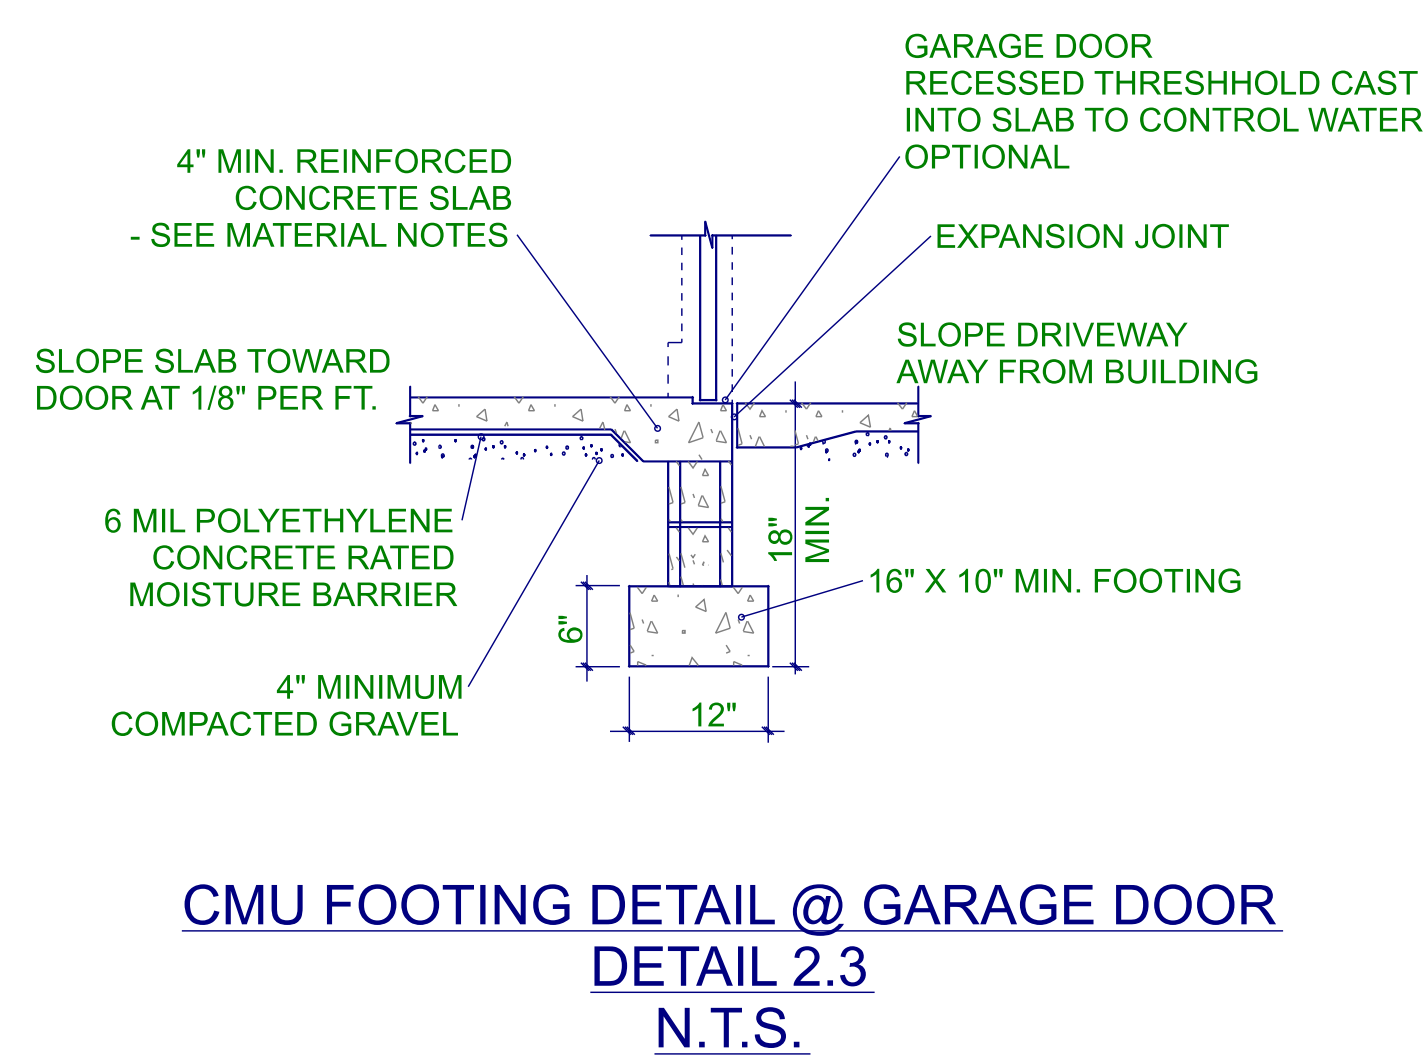 GARAGE DOOR
RECESSED THRESHHOLD CAST
INTO SLAB TO CONTROL WATER
OPTIONAL
4" MIN. REINFORCED
CONCRETE SLAB
- SEE MATERIAL NOTES
EXPANSION JOINT
SLOPE DRIVEWAY
AWAY FROM BUILDING
SLOPE SLAB TOWARD
DOOR AT 1/8" PER FT.
6 MIL POLYETHYLENE
CONCRETE RATED
MOISTURE BARRIER
18"
MIN.
16" X 10" MIN. FOOTING
6"
4" MINIMUM
COMPACTED GRAVEL
12"
CMU FOOTING DETAIL @ GARAGE DOOR
DETAIL 2.3
N.T.S.